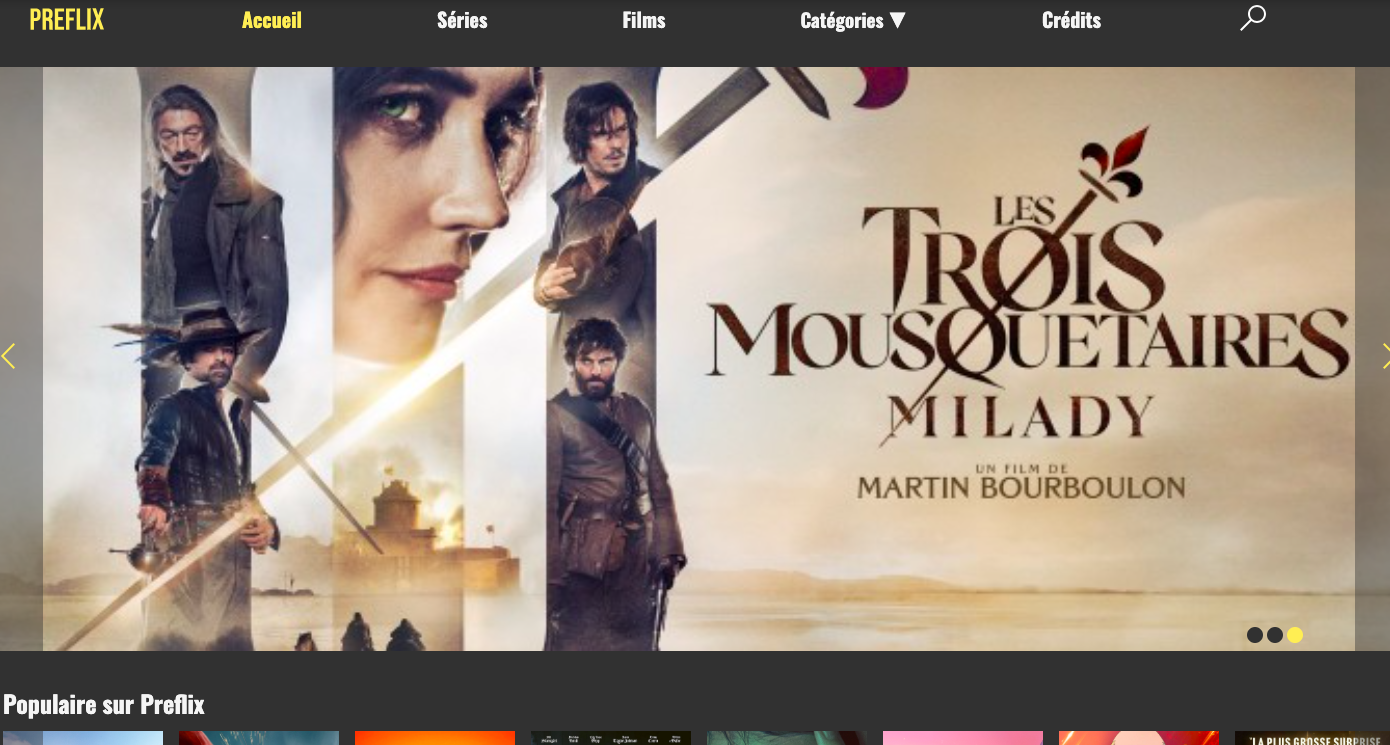 PREFLIX Accueil Séries Films Catégories ▼ Crédits
LES
TROIS
MOUSQUETAIRES
MILADY
UN FILM DE
MARTIN BOURBOULON
Populaire sur Preflix
"LA PLUS GROSSE SURPRISE